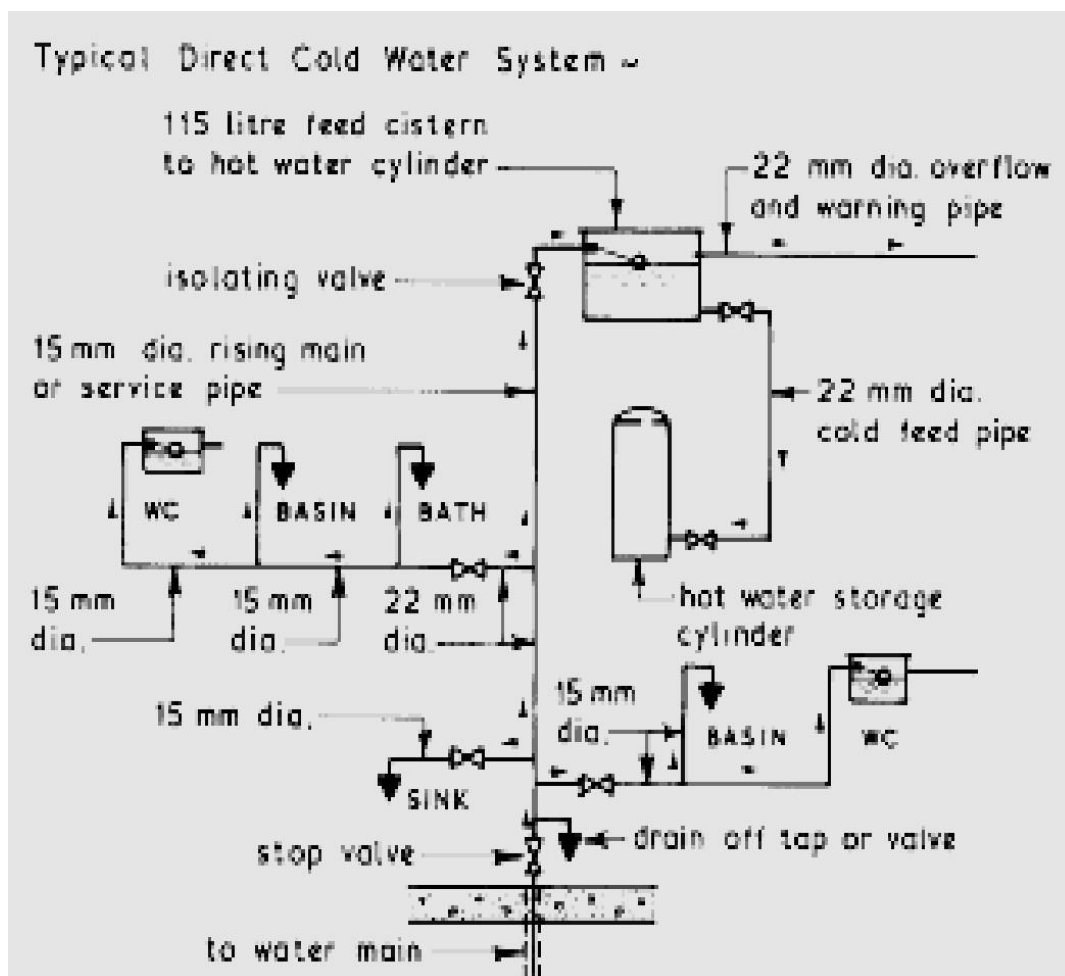 Typical Direct Cold Water System ~
115 litre feed cistern
to hot water cylinder
22 mm dia. overflow
and warning pipe
isolating valve
15 mm dia. rising main
or service pipe
22 mm dia.
cold feed pipe
WC
BASIN
BATH
15 mm
dia.
15 mm
dia.
22 mm
dia.
hot water storage
cylinder
15 mm dia.
15 mm
dia.
BASIN
WC
SINK
stop valve
drain off tap or valve
to water main